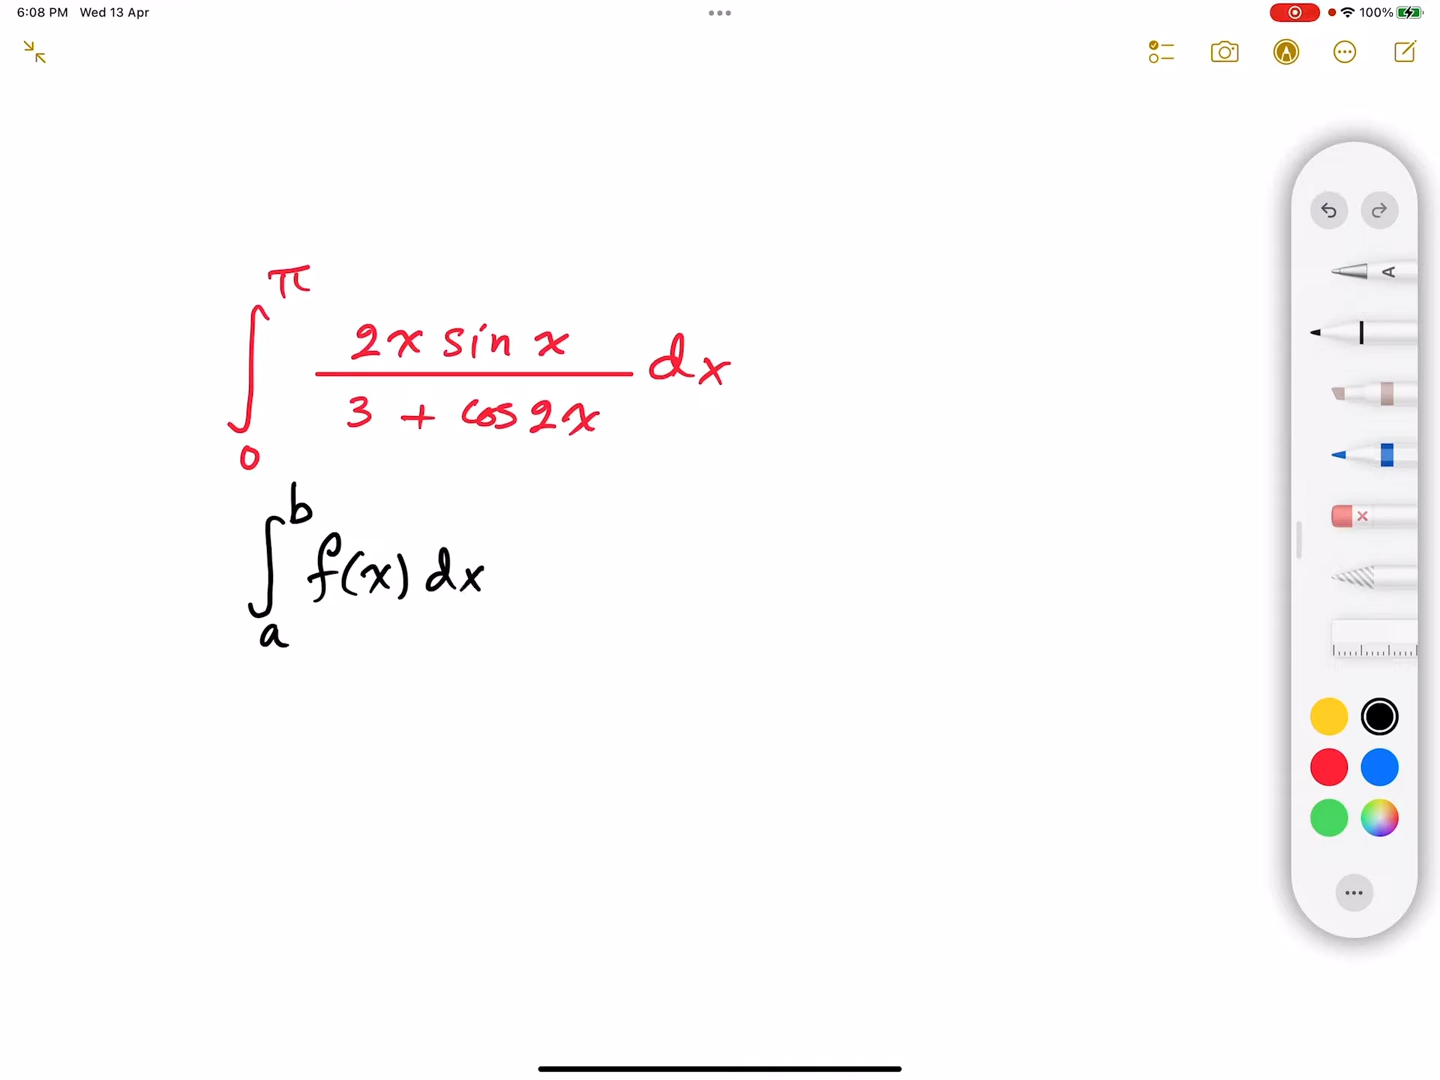 6:08 PM Wed 13 Apr 100%
∫₀^π (2x sin x)/(3 + cos 2x) dx
∫ₐ^b f(x) dx
A